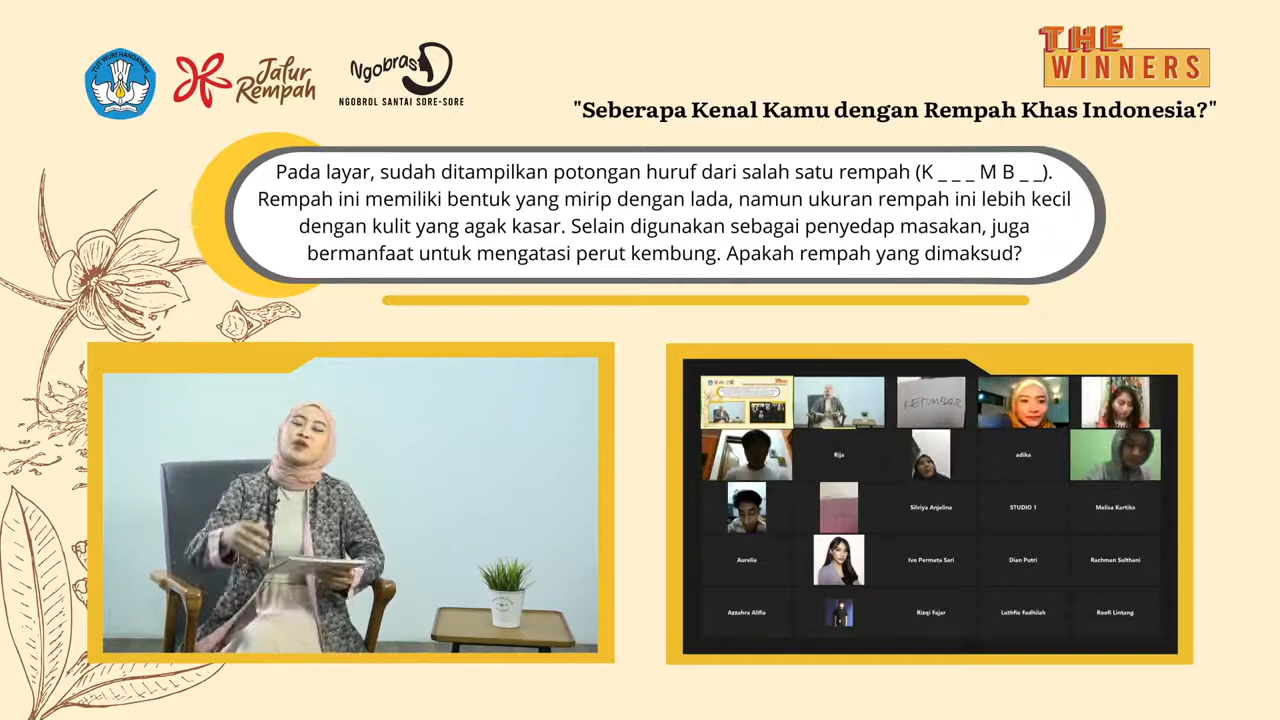 TUT WURI HANDAYANI
Jalur
Rempah
Ngobras
NGOBROL SANTAI SORE-SORE
THE
WINNERS
"Seberapa Kenal Kamu dengan Rempah Khas Indonesia?"
Pada layar, sudah ditampilkan potongan huruf dari salah satu rempah (K _ _ _ M B _ _).
Rempah ini memiliki bentuk yang mirip dengan lada, namun ukuran rempah ini lebih kecil
dengan kulit yang agak kasar. Selain digunakan sebagai penyedap masakan, juga
bermanfaat untuk mengatasi perut kembung. Apakah rempah yang dimaksud?
KETUMBAR
Rija
adika
Silviya Anjelina
STUDIO 1
Melisa Kartika
Aurelia
Ivo Permata Sari
Dian Putri
Rachman Sulthani
Azzahra Alifia
Rizqi Fajar
Luthfie Fadhilah
Roofi Lintang